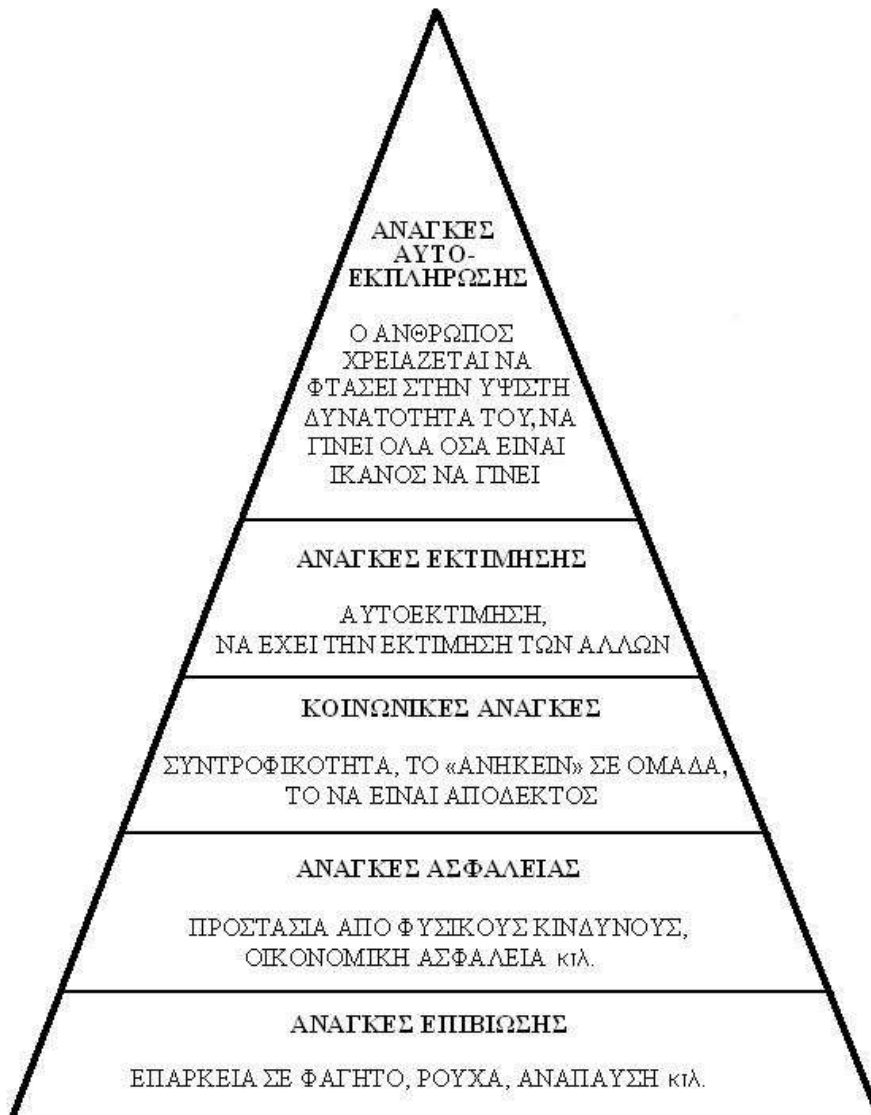 ΑΝΑΓΚΕΣ
ΑΥΤΟ-
ΕΚΠΛΗΡΩΣΗΣ
Ο ΑΝΘΡΩΠΟΣ
ΧΡΕΙΑΖΕΤΑΙ ΝΑ
ΦΤΑΣΕΙ ΣΤΗΝ ΥΨΙΣΤΗ
ΔΥΝΑΤΟΤΗΤΑ ΤΟΥ, ΝΑ
ΓΙΝΕΙ ΟΛΑ ΟΣΑ ΕΙΝΑΙ
ΙΚΑΝΟΣ ΝΑ ΓΙΝΕΙ
ΑΝΑΓΚΕΣ ΕΚΤΙΜΗΣΗΣ
ΑΥΤΟΕΚΤΙΜΗΣΗ,
ΝΑ ΕΧΕΙ ΤΗΝ ΕΚΤΙΜΗΣΗ ΤΩΝ ΑΛΛΩΝ
ΚΟΙΝΩΝΙΚΕΣ ΑΝΑΓΚΕΣ
ΣΥΝΤΡΟΦΙΚΟΤΗΤΑ, ΤΟ «ΑΝΗΚΕΙΝ» ΣΕ ΟΜΑΔΑ,
ΤΟ ΝΑ ΕΙΝΑΙ ΑΠΟΔΕΚΤΟΣ
ΑΝΑΓΚΕΣ ΑΣΦΑΛΕΙΑΣ
ΠΡΟΣΤΑΣΙΑ ΑΠΟ ΦΥΣΙΚΟΥΣ ΚΙΝΔΥΝΟΥΣ,
ΟΙΚΟΝΟΜΙΚΗ ΑΣΦΑΛΕΙΑ κτλ.
ΑΝΑΓΚΕΣ ΕΠΙΒΙΩΣΗΣ
ΕΠΑΡΚΕΙΑ ΣΕ ΦΑΓΗΤΟ, ΡΟΥΧΑ, ΑΝΑΠΑΥΣΗ κτλ.